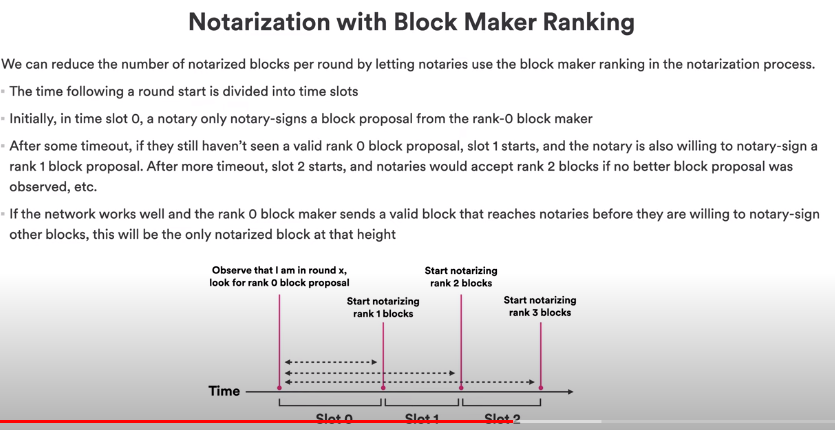 Notarization with Block Maker Ranking
We can reduce the number of notarized blocks per round by letting notaries use the block maker ranking in the notarization process.
The time following a round start is divided into time slots
Initially, in time slot 0, a notary only notary-signs a block proposal from the rank-0 block maker
After some timeout, if they still haven't seen a valid rank 0 block proposal, slot 1 starts, and the notary is also willing to notary-sign a
rank 1 block proposal. After more timeout, slot 2 starts, and notaries would accept rank 2 blocks if no better block proposal was
observed, etc.
If the network works well and the rank 0 block maker sends a valid block that reaches notaries before they are willing to notary-sign
other blocks, this will be the only notarized block at that height
Observe that I am in round x,
look for rank 0 block proposal
Start notarizing
rank 1 blocks
Start notarizing
rank 2 blocks
Start notarizing
rank 3 blocks
Time
Slot 0
Slot 1
Slot 2